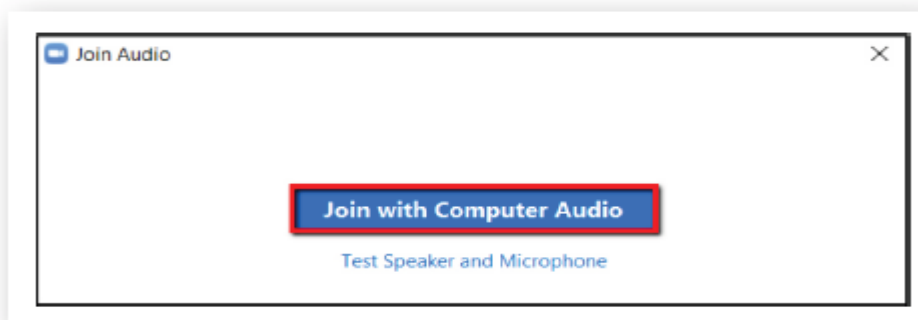 Join Audio
Join with Computer Audio
Test Speaker and Microphone